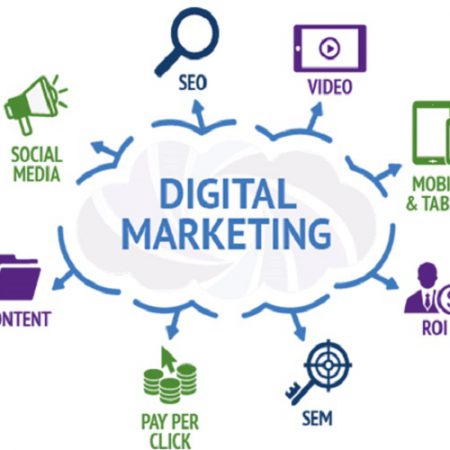 SEO
VIDEO
SOCIAL
MEDIA
MOBI
& TAB
DIGITAL
MARKETING
ONTENT
ROI
$
PAY PER
CLICK
SEM